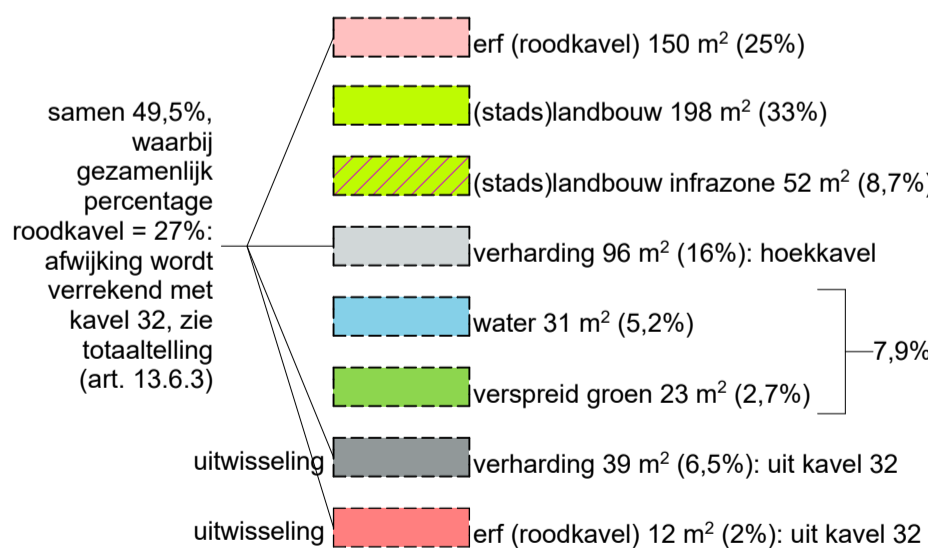 erf (roodkavel) 150 m² (25%)
(stads)landbouw 198 m² (33%)
(stads)landbouw infrazone 52 m² (8,7%)
verharding 96 m² (16%): hoekkavel
water 31 m² (5,2%)
verspreid groen 23 m² (2,7%)
7,9%
uitwisseling verharding 39 m² (6,5%): uit kavel 32
uitwisseling erf (roodkavel) 12 m² (2%): uit kavel 32
samen 49,5%,
waarbij
gezamenlijk
percentage
roodkavel = 27%:
afwijking wordt
verrekend met
kavel 32, zie
totaaltelling
(art. 13.6.3)